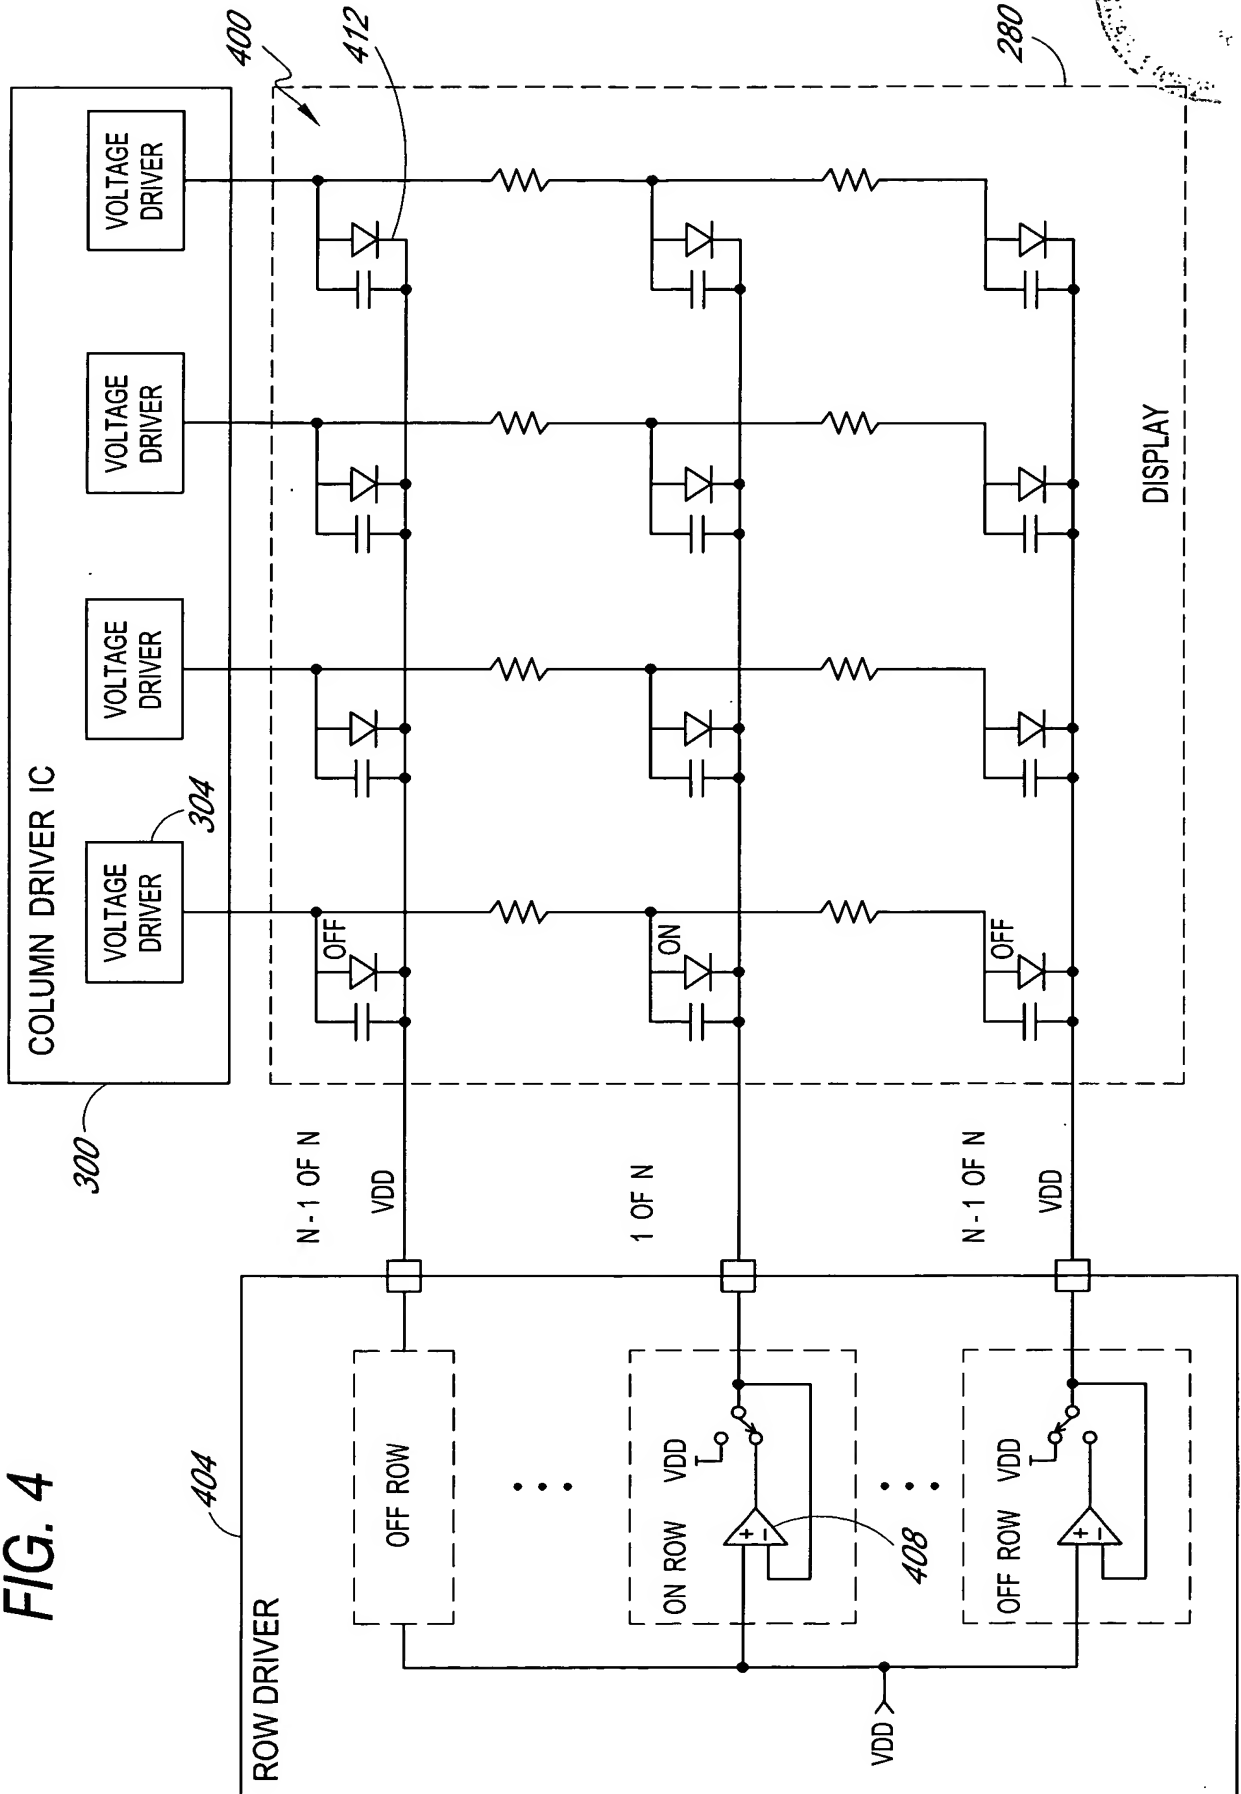 FIG. 4
ROW DRIVER
404
OFF ROW
ON ROW
VDD
408
OFF ROW
VDD
VDD
N - 1 OF N
VDD
1 OF N
N - 1 OF N
VDD
300
COLUMN DRIVER IC
VOLTAGE
DRIVER
304
VOLTAGE
DRIVER
VOLTAGE
DRIVER
VOLTAGE
DRIVER
OFF
ON
OFF
+
-
+
-
DISPLAY
400
412
280